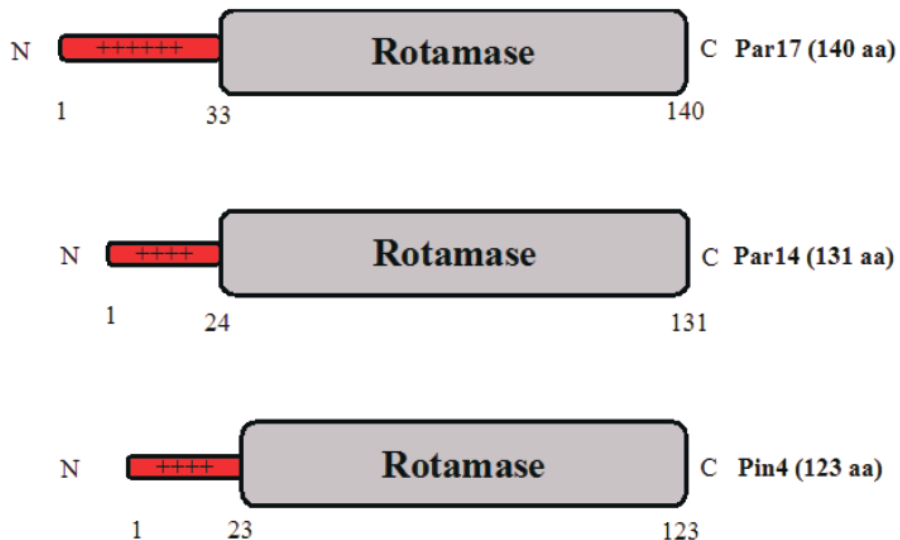 N ++++++ Rotamase C Par17 (140 aa)
1 33 140
N ++++ Rotamase C Par14 (131 aa)
1 24 131
N ++++ Rotamase C Pin4 (123 aa)
1 23 123